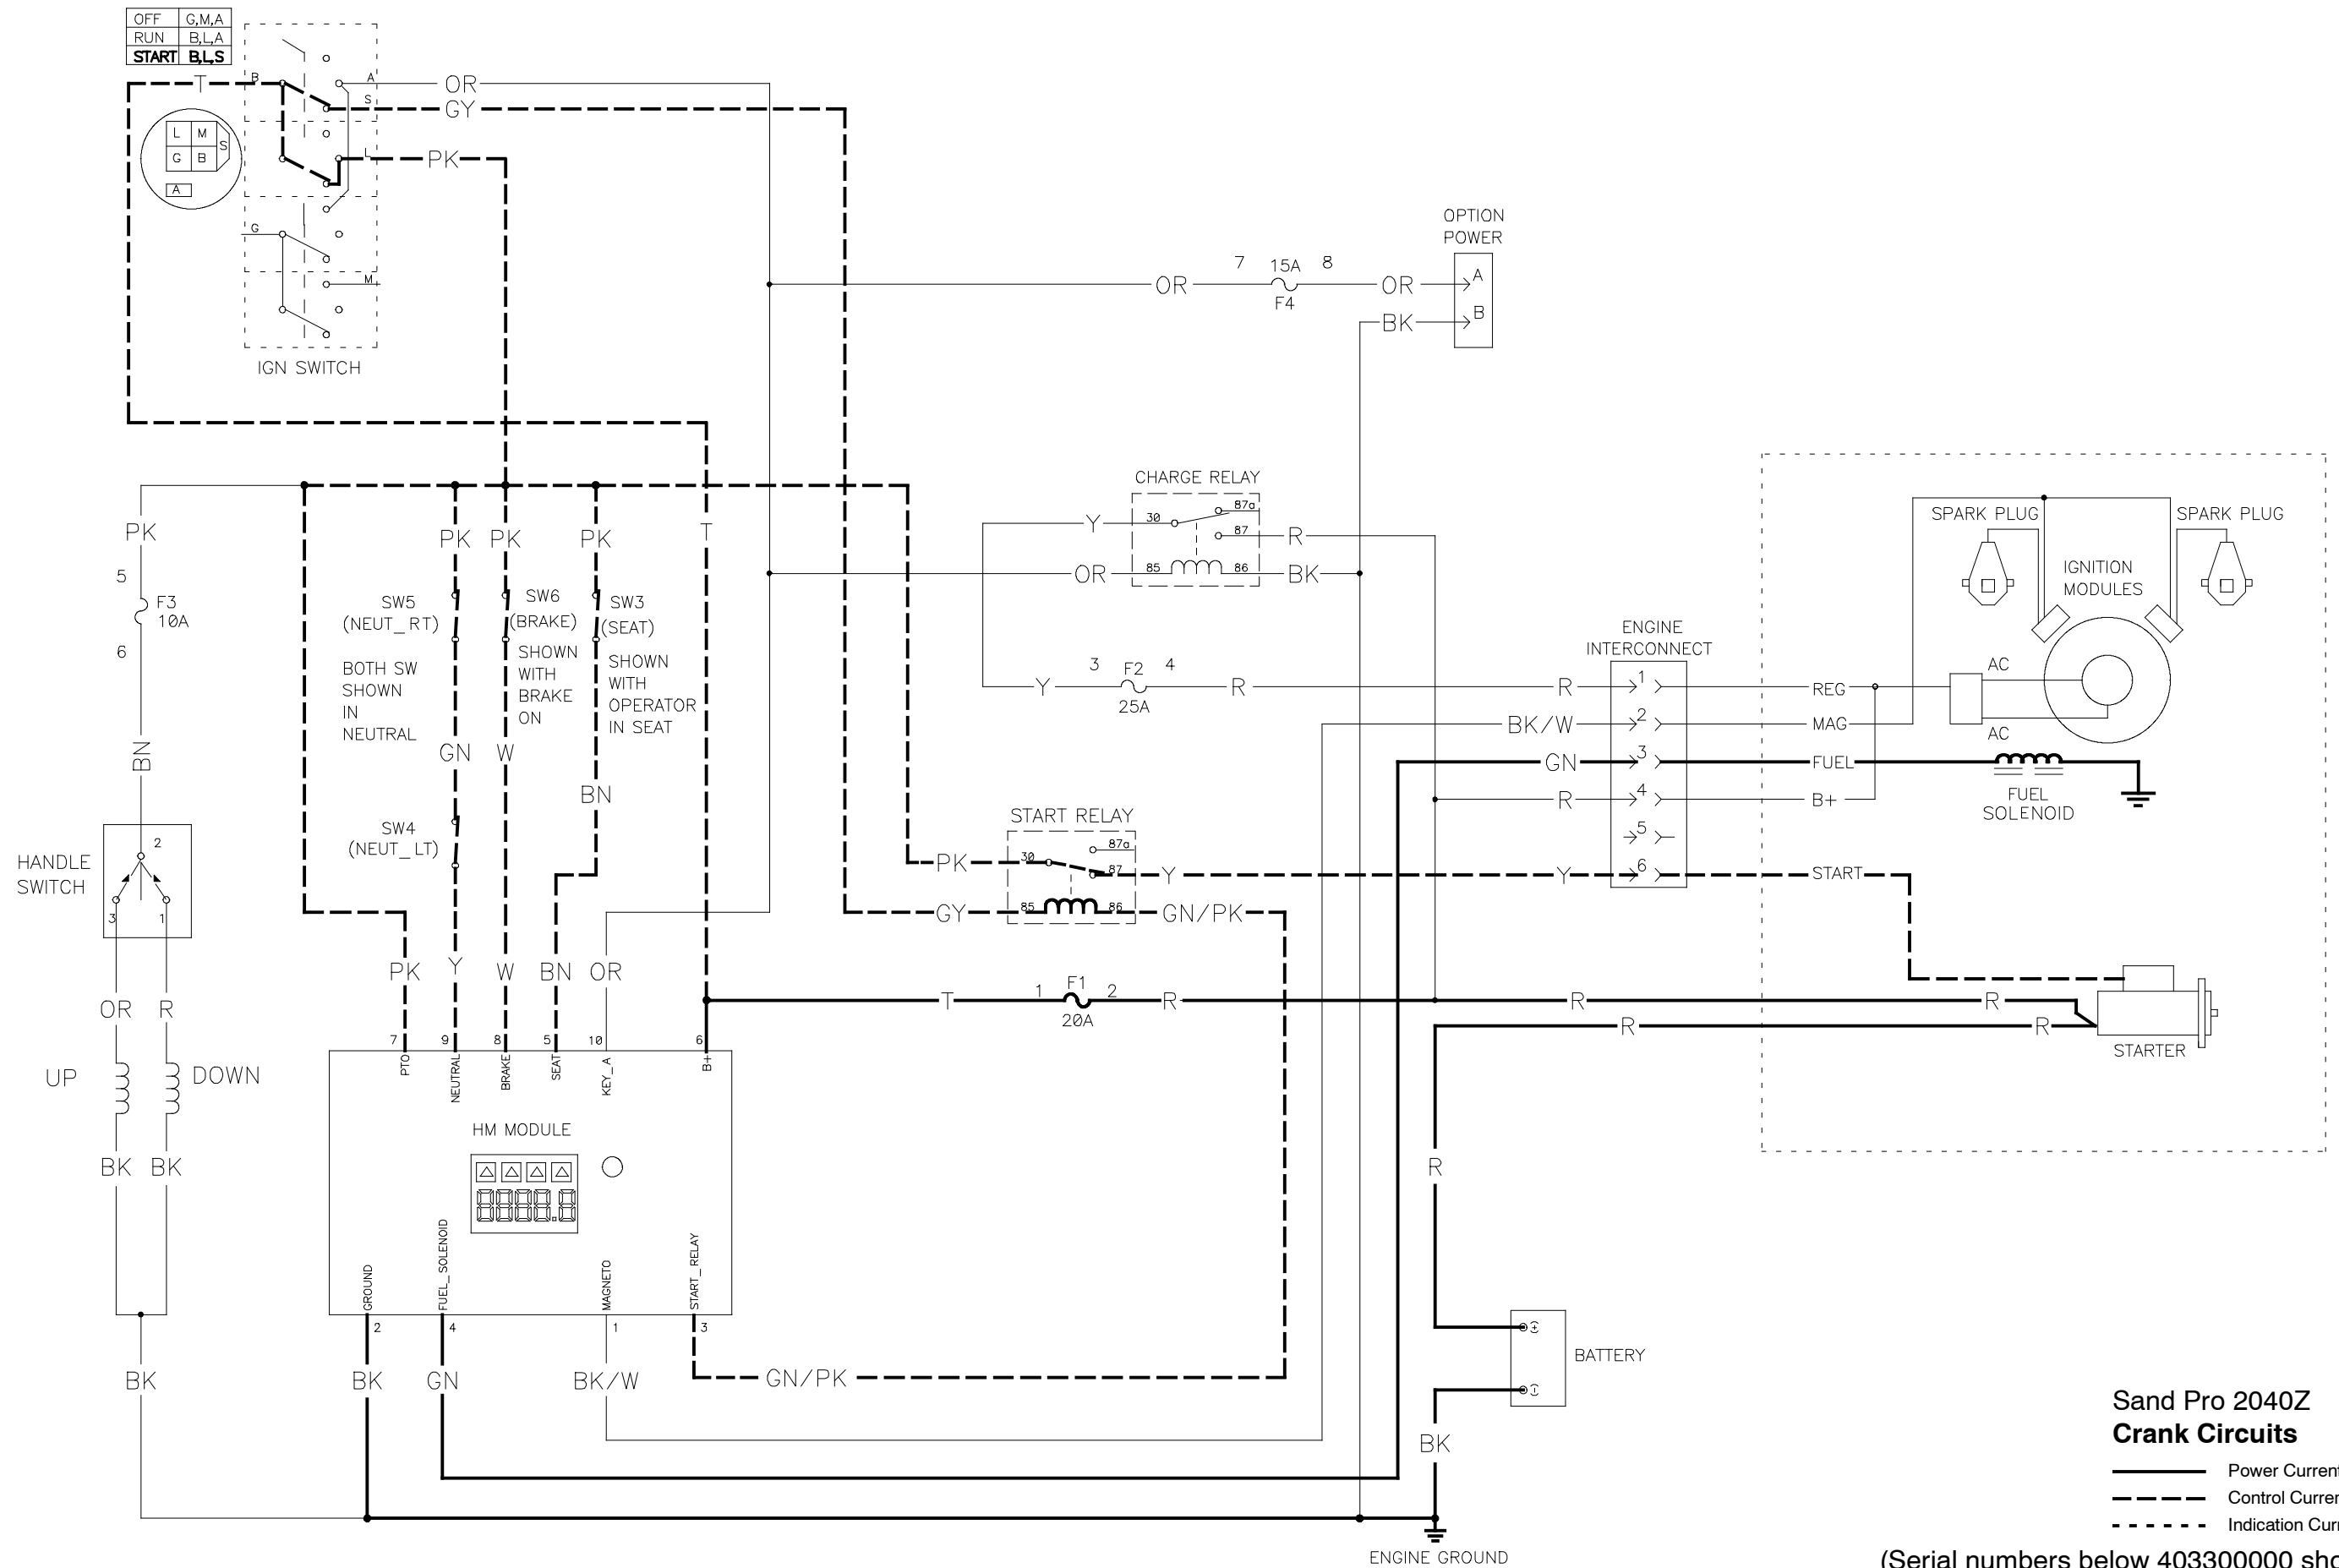 OFF G,M,A
RUN B,L,A
START B,L,S
T
B
A
OR
S
GY
L M
G B
S
A
L
PK
G
M
IGN SWITCH
OPTION
POWER
OR
7
15A
8
F4
OR
A
BK
B
CHARGE RELAY
Y
30
87a
87
R
OR
85
86
BK
PK
5
F3
10A
6
BN
PK
PK
PK
T
SW5
(NEUT_RT)
SW6
(BRAKE)
SW3
(SEAT)
BOTH SW
SHOWN
IN
NEUTRAL
SHOWN
WITH
BRAKE
ON
SHOWN
WITH
OPERATOR
IN SEAT
GN
W
BN
SW4
(NEUT_LT)
Y
3
F2
4
25A
R
ENGINE
INTERCONNECT
R
1
REG
BK/W
2
MAG
GN
3
FUEL
R
4
B+
5
Y
6
START
SPARK PLUG
SPARK PLUG
IGNITION
MODULES
AC
AC
FUEL
SOLENOID
START RELAY
PK
30
87a
87
Y
GY
85
86
GN/PK
HANDLE
SWITCH
2
3
1
OR
R
UP
DOWN
BK
BK
BK
PK
Y
W
BN
OR
7
9
8
5
10
6
PTO
NEUTRAL
BRAKE
SEAT
KEY_A
B+
T
1
F1
2
20A
R
R
R
R
R
STARTER
HM MODULE
GROUND
FUEL_SOLENOID
MAGNETO
START_RELAY
2
4
1
3
BK
GN
BK/W
GN/PK
R
BATTERY
BK
ENGINE GROUND
Sand Pro 2040Z
Crank Circuits
Power Current
Control Curren
Indication Curr
(Serial numbers below 403300000 sho